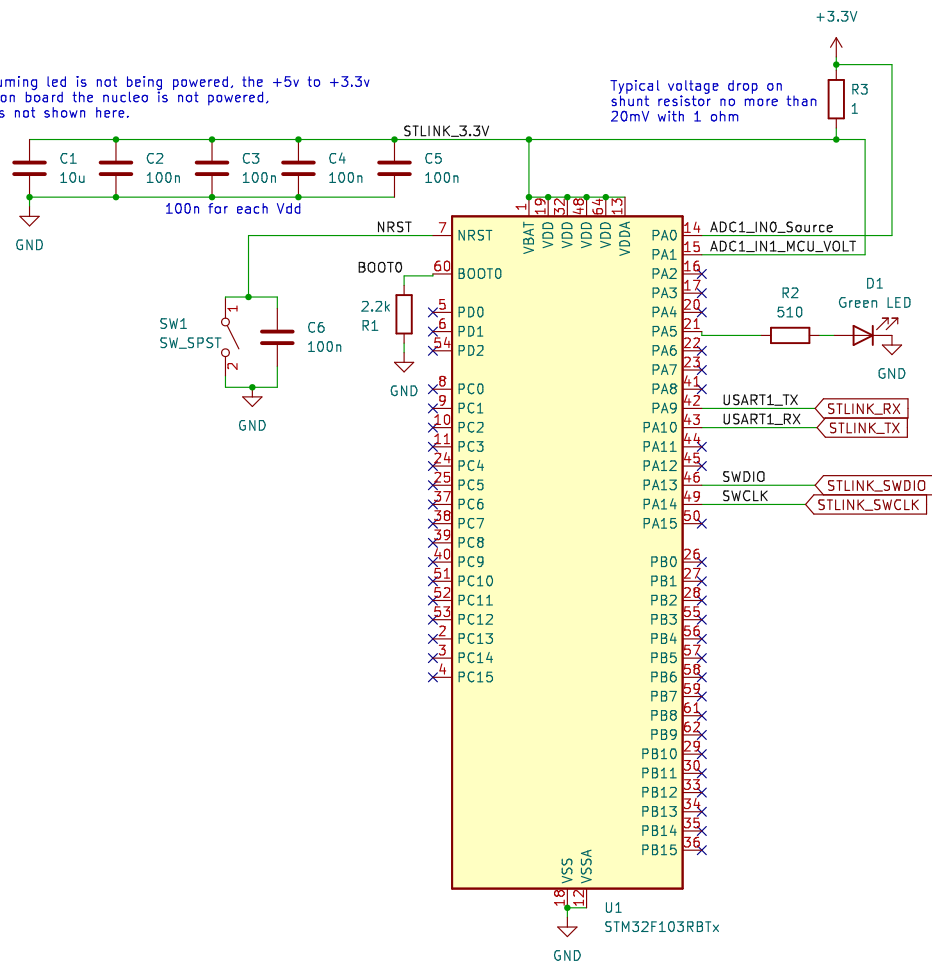 +3.3V
uming led is not being powered, the +5v to +3.3v
on board the nucleo is not powered,
s not shown here.
Typical voltage drop on
shunt resistor no more than
20mV with 1 ohm
R3
1
STLINK_3.3V
C1
10u
C2
100n
C3
100n
C4
100n
C5
100n
100n for each Vdd
GND
1
19
32
48
64
13
VBAT
VDD
VDD
VDD
VDD
VDDA
NRST
7
NRST
BOOT0
60
BOOT0
2.2k
R1
GND
SW1
SW_SPST
1
2
C6
100n
GND
5
PD0
6
PD1
54
PD2
8
PC0
9
PC1
10
PC2
11
PC3
24
PC4
25
PC5
37
PC6
38
PC7
39
PC8
40
PC9
51
PC10
52
PC11
53
PC12
2
PC13
3
PC14
4
PC15
PA0
14
ADC1_IN0_Source
PA1
15
ADC1_IN1_MCU_VOLT
PA2
16
PA3
17
PA4
20
PA5
21
R2
510
D1
Green LED
GND
PA6
22
PA7
23
PA8
41
PA9
42
USART1_TX
STLINK_RX
PA10
43
USART1_RX
STLINK_TX
PA11
44
PA12
45
PA13
46
SWDIO
STLINK_SWDIO
PA14
49
SWCLK
STLINK_SWCLK
PA15
50
PB0
26
PB1
27
PB2
28
PB3
55
PB4
56
PB5
57
PB6
58
PB7
59
PB8
61
PB9
62
PB10
29
PB11
30
PB12
33
PB13
34
PB14
35
PB15
36
VSS
VSSA
18
12
GND
U1
STM32F103RBTx